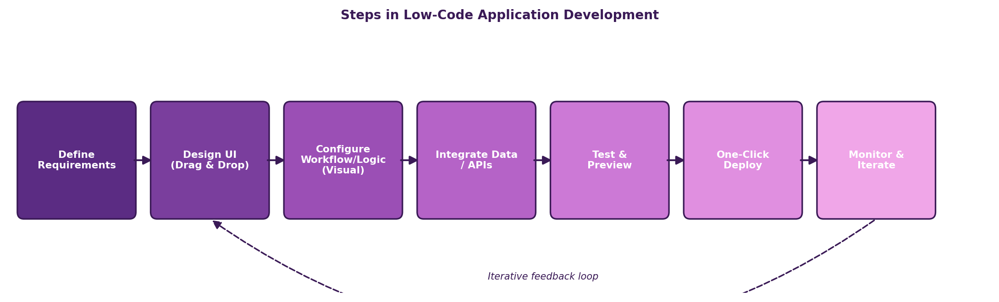 Steps in Low-Code Application Development
Define
Requirements
Design UI
(Drag & Drop)
Configure
Workflow/Logic
(Visual)
Integrate Data
/ APIs
Test &
Preview
One-Click
Deploy
Monitor &
Iterate
Iterative feedback loop